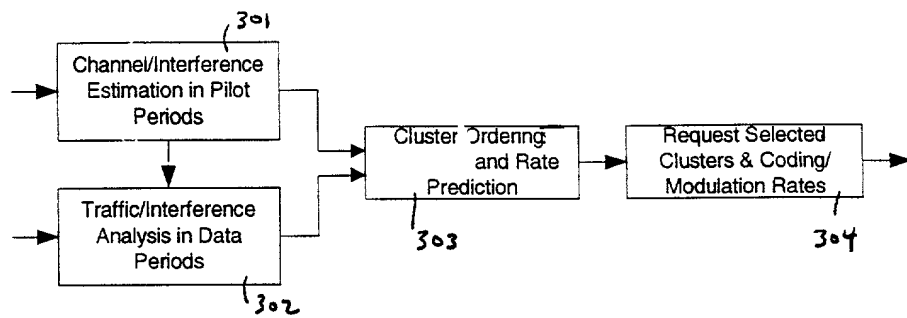 301
Channel/Interference
Estimation in Pilot
Periods
Cluster Ordering
and Rate
Prediction
Request Selected
Clusters & Coding/
Modulation Rates
303
304
Traffic/Interference
Analysis in Data
Periods
302